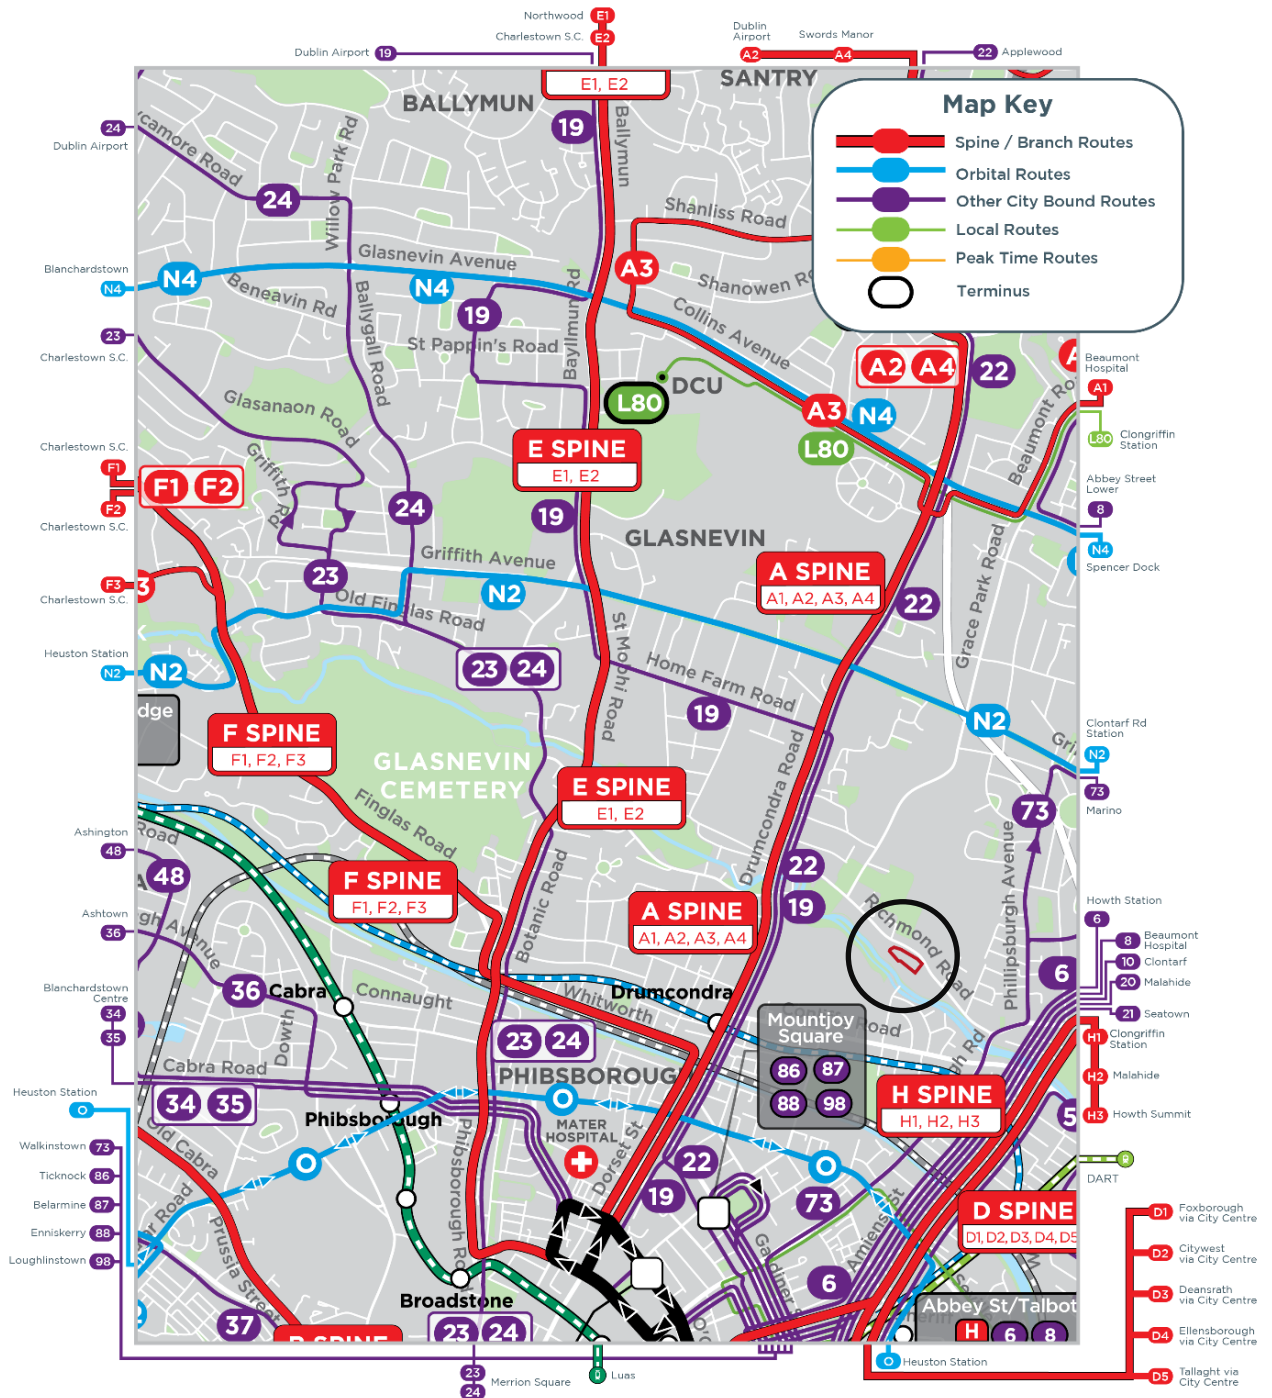 Northwood E1
Charlestown S.C. E2
Dublin Airport 19
Dublin
Airport
A2
Swords Manor
A4
22 Applewood
E1, E2
SANTRY
BALLYMUN
19
Ballymun
24
Dublin Airport
Willow Park Rd
24
Map Key
Spine / Branch Routes
Orbital Routes
Other City Bound Routes
Local Routes
Peak Time Routes
Terminus
Shanliss Road
A3
Glasnevin Avenue
Blanchardstown
N4
N4
N4
Beneavin Rd
Ballygall Road
Collins Avenue
19
St Pappin's Road
Bayllmun Rd
23
Charlestown S.C.
DCU
L80
A2 A4
22
Beaumont
Hospital
A1
A3
N4
L80
L80
Clongriffin
Station
Glasanaon Road
Griffith Rd
E SPINE
E1, E2
Charlestown S.C.
F1
F1 F2
F2
Charlestown S.C.
24
19
GLASNEVIN
Abbey Street
Lower
8
N4
Spencer Dock
Griffith Avenue
23
N2
Old Finglas Road
F3
Charlestown S.C.
A SPINE
A1, A2, A3, A4
22
Grace Park Road
Heuston Station
N2
N2
23 24
St Mobhi Road
Home Farm Road
19
N2
Clontarf Rd
Station
N2
73
Marino
F SPINE
F1, F2, F3
GLASNEVIN
CEMETERY
E SPINE
E1, E2
Drumcondra Road
73
Finglas Road
Ashington
48
Road
48
F SPINE
F1, F2, F3
Botanic Road
22
19
A SPINE
A1, A2, A3, A4
Richmond Road
Phillipsburgh Avenue
Howth Station
6
8 Beaumont
Hospital
10 Clontarf
20 Malahide
21 Seatown
6
Ashtown
36
36
Cabra
Connaught
Whitworth
Drumcondra
Dowth
Blanchardstown
Centre
34
35
Mountjoy
Square
86 87
88 98
23 24
PHIBSBOROUGH
Cabra Road
34 35
H SPINE
H1, H2, H3
H1 Clongriffin
Station
H2 Malahide
H3 Howth Summit
Heuston Station
O
O
MATER
HOSPITAL
Phibsborough
Phibsborough Rd
Dorset St
22
19
O
73
Old Cabra
Prussia Street
DART
Walkinstown 73
Ticknock 86
Belarmine 87
Enniskerry 88
Loughlinstown 98
D SPINE
Amiens St
6
Broadstone
23 24
37
Abbey St/Talbot
H 6 8
D1 Foxborough
via City Centre
D2 Citywest
via City Centre
D3 Deansrath
via City Centre
D4 Ellensborough
via City Centre
D5 Tallaght via
City Centre
O Heuston Station
Luas
23
24
Merrion Square